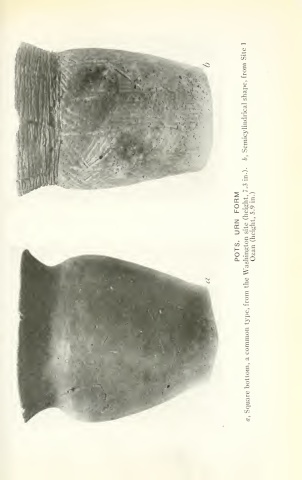 a
b
POTS, URN FORM
a, Square bottom, a common type, from the Washington site (height, 7.3 in.). b, Semicylindrical shape, from Site 1
Ozan (height, 5.9 in.)